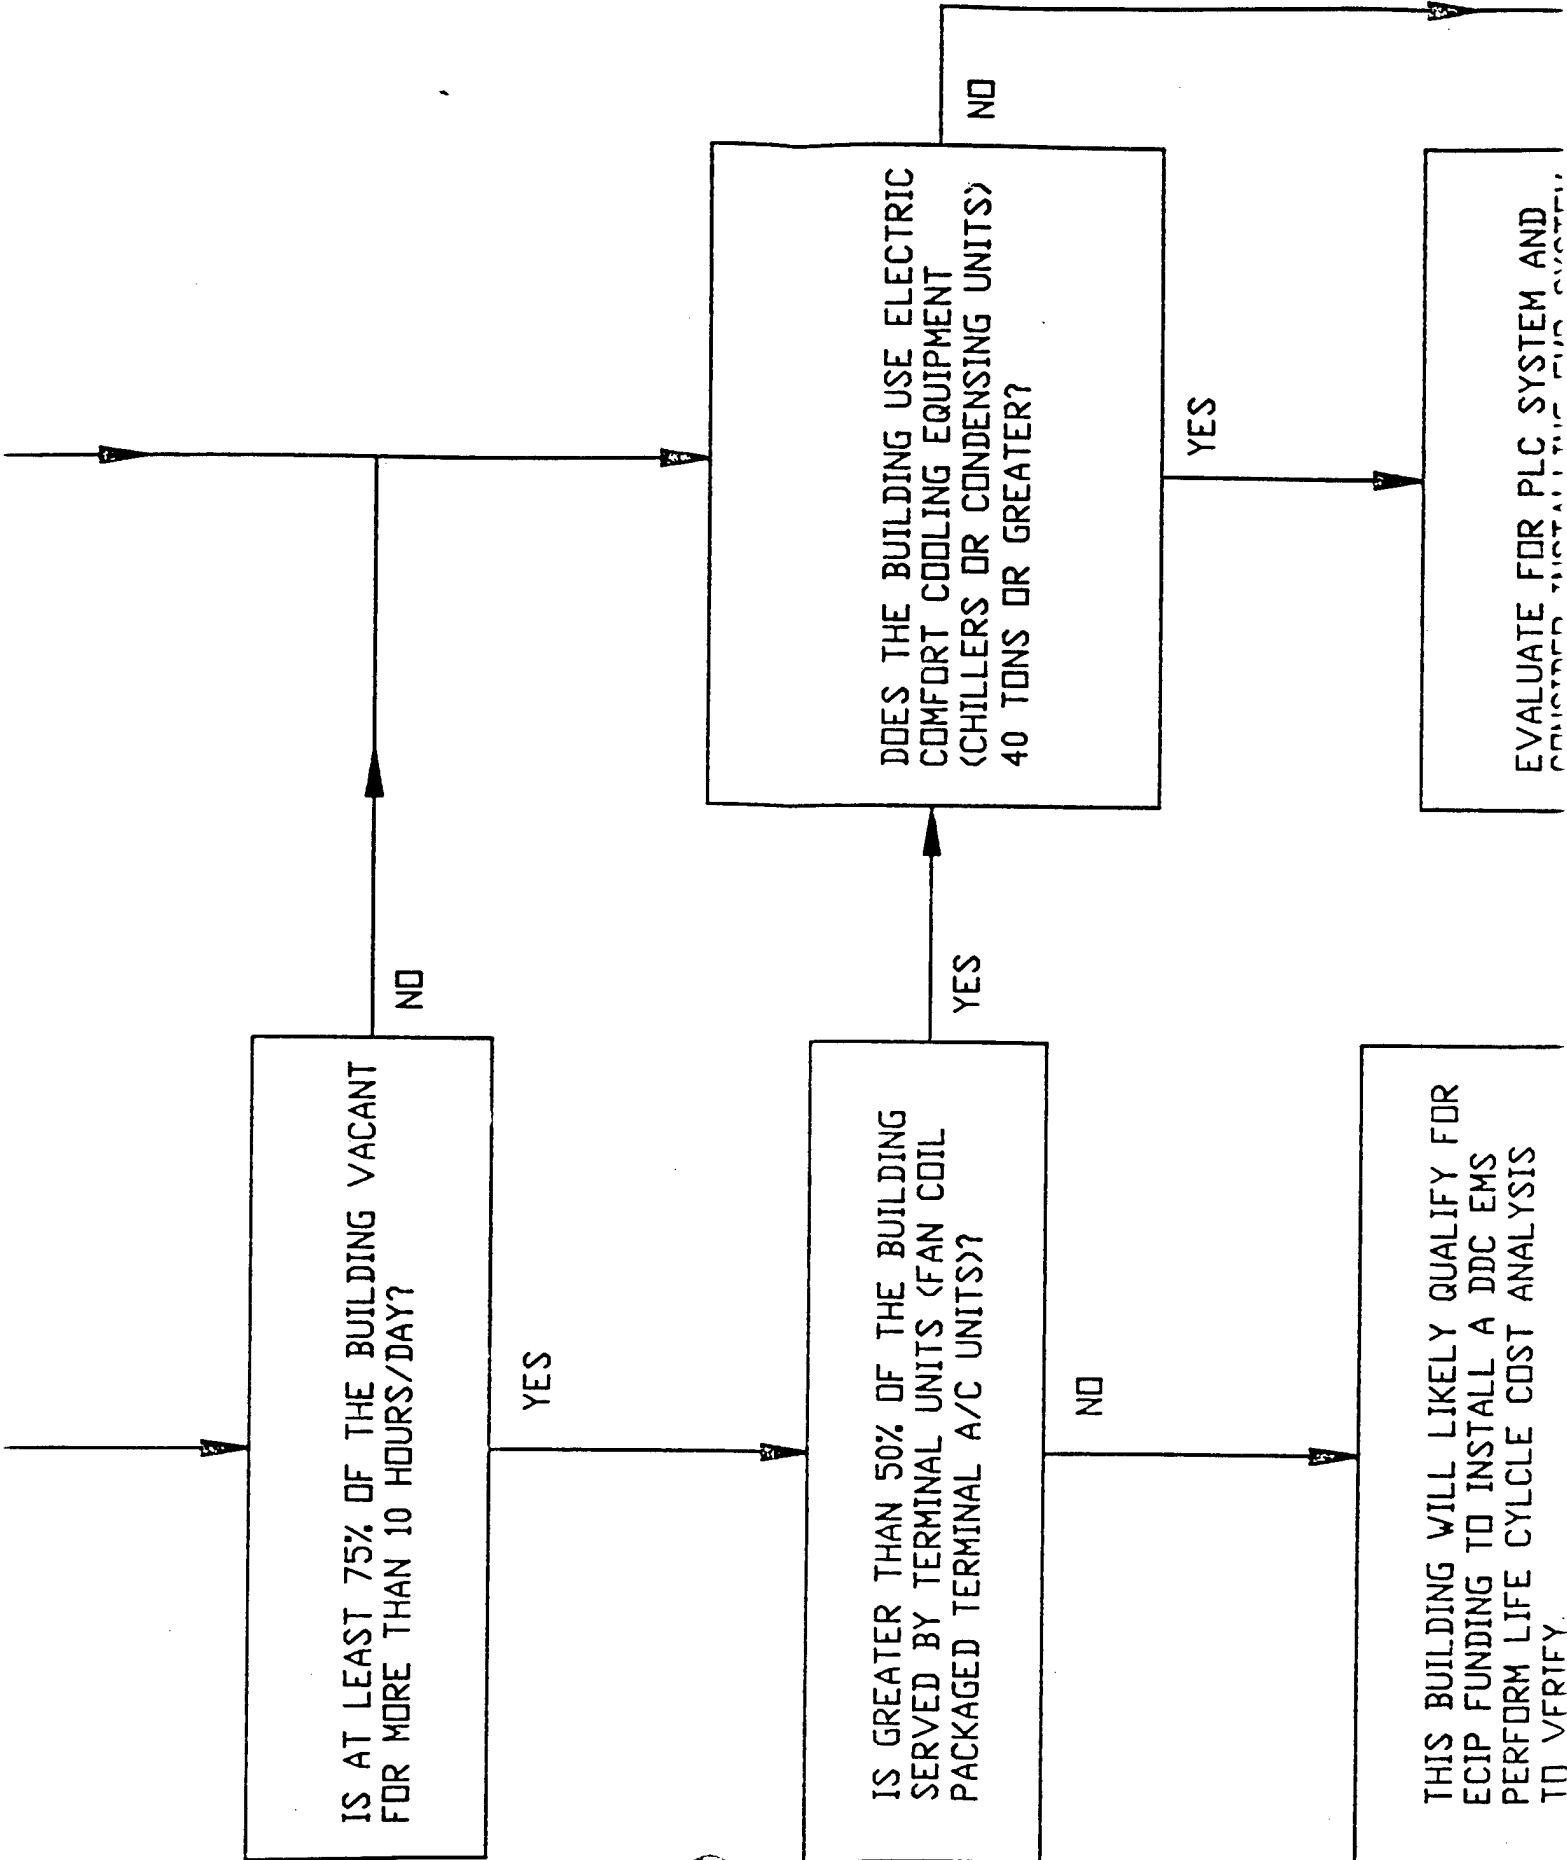 IS AT LEAST 75% OF THE BUILDING VACANT
FOR MORE THAN 10 HOURS/DAY?
NO
YES
IS GREATER THAN 50% OF THE BUILDING
SERVED BY TERMINAL UNITS (FAN COIL
PACKAGED TERMINAL A/C UNITS)?
YES
NO
DOES THE BUILDING USE ELECTRIC
COMFORT COOLING EQUIPMENT
(CHILLERS OR CONDENSING UNITS)
40 TONS OR GREATER?
NO
YES
THIS BUILDING WILL LIKELY QUALIFY FOR
ECIP FUNDING TO INSTALL A DDC EMS
PERFORM LIFE CYLCLE COST ANALYSIS
TO VERIFY.
EVALUATE FOR PLC SYSTEM AND